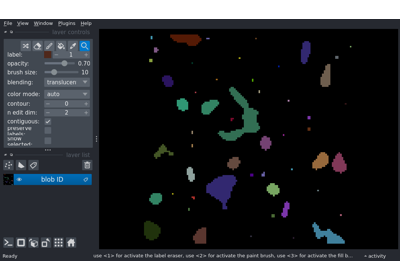 File View Window Plugins Help
layer controls
label: 1
opacity: 0.70
brush size: 10
blending: translucen
color mode: auto
contour: 0
n edit dim: 2
contiguous:
preserve labels:
show selected:
layer list
blob ID
Ready use <1> for activate the label eraser, use <2> for activate the paint brush, use <3> for activate the fill b... activity